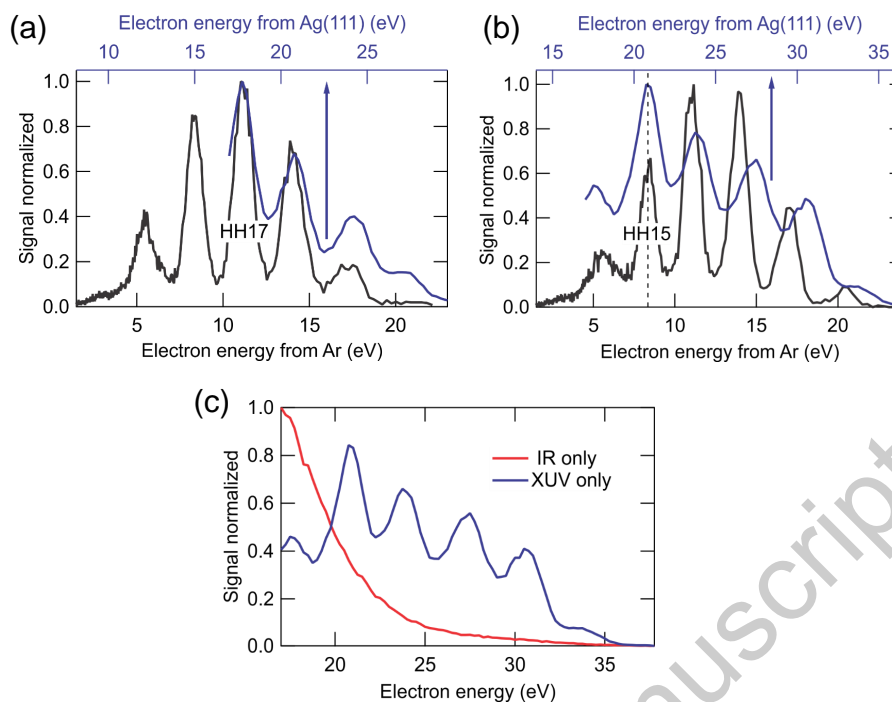 (a)
Electron energy from Ag(111) (eV)
10 15 20 25
Signal normalized
1.0
0.8
0.6
0.4
0.2
0.0
HH17
5 10 15 20
Electron energy from Ar (eV)
(b)
Electron energy from Ag(111) (eV)
15 20 25 30 35
Signal normalized
1.0
0.8
0.6
0.4
0.2
0.0
HH15
5 10 15 20
Electron energy from Ar (eV)
(c)
Signal normalized
1.0
0.8
0.6
0.4
0.2
0.0
IR only
XUV only
20 25 30 35
Electron energy (eV)